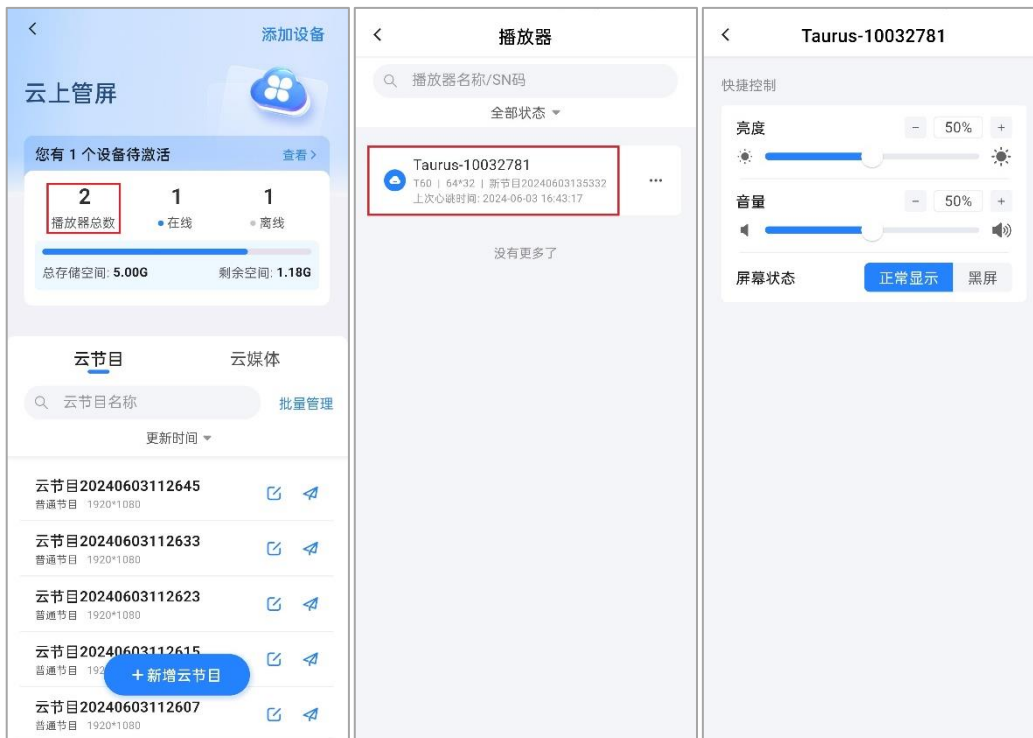 添加设备
云上管屏
您有 1 个设备待激活 查看
2 1 1
播放器总数 在线 离线
总存储空间: 5.00G 剩余空间: 1.18G
云节目 云媒体
云节目名称 批量管理
更新时间
云节目20240603112645
普通节目 1920*1080
云节目20240603112633
普通节目 1920*1080
云节目20240603112623
普通节目 1920*1080
云节目20240603112615
普通节目 192
+新增云节目
云节目20240603112607
普通节目 1920*1080
播放器
播放器名称/SN码
全部状态
Taurus-10032781
T60 | 64*32 | 新节目20240603135332
上次心跳时间: 2024-06-03 16:43:17
没有更多了
Taurus-10032781
快捷控制
亮度 - 50% +
音量 - 50% +
屏幕状态 正常显示 黑屏